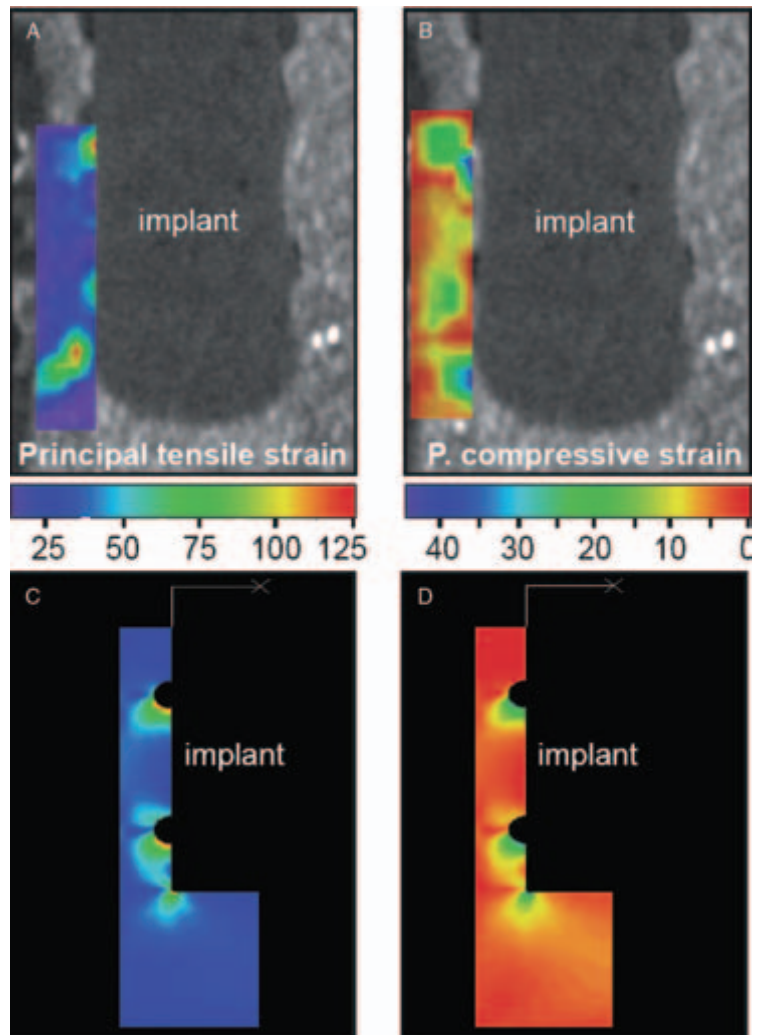 A
implant
Principal tensile strain
25 50 75 100 125
B
implant
P. compressive strain
40 30 20 10 0
C
implant
D
implant